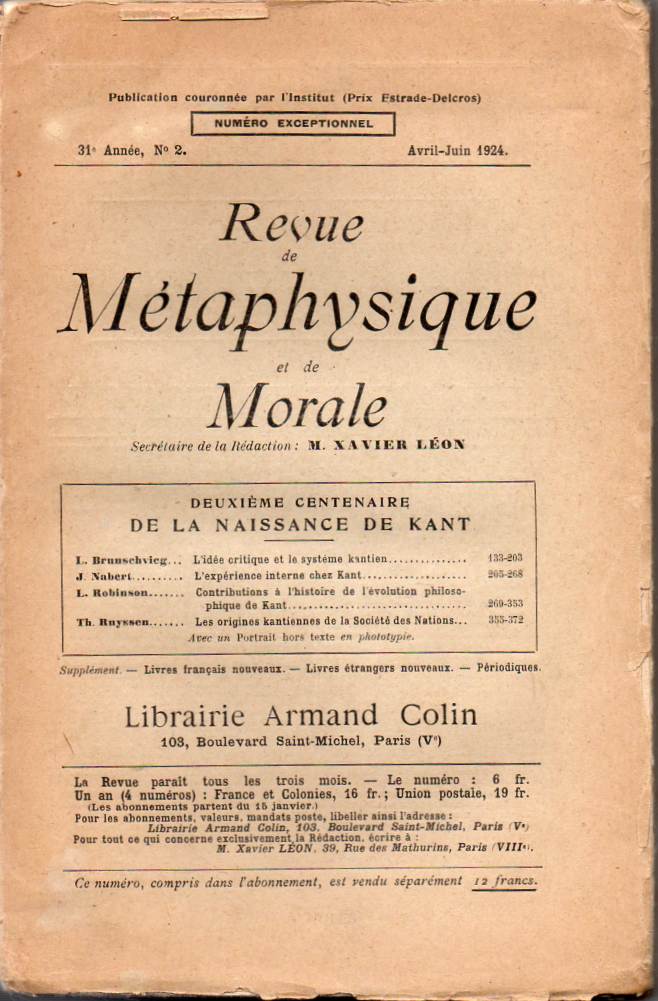 Publication couronnée par l'Institut (Prix Estrade-Delcros)
NUMÉRO EXCEPTIONNEL
31e Année, No 2. Avril-Juin 1924.
Revue
de
Métaphysique
et de
Morale
Secrétaire de la Rédaction : M. XAVIER LÉON
DEUXIÈME CENTENAIRE
DE LA NAISSANCE DE KANT
L. Brunschvicg... L'idée critique et le système kantien............... 133-203
J. Nabert.......... L'expérience interne chez Kant.................... 205-268
L. Robinson....... Contributions à l'histoire de l'évolution philoso-
phique de Kant.................................. 269-353
Th. Ruyssen....... Les origines kantiennes de la Société des Nations... 355-372
Avec un Portrait hors texte en phototypie.
Supplément. — Livres français nouveaux. — Livres étrangers nouveaux. — Périodiques.
Librairie Armand Colin
103, Boulevard Saint-Michel, Paris (Ve)
La Revue paraît tous les trois mois. — Le numéro : 6 fr.
Un an (4 numéros) : France et Colonies, 16 fr.; Union postale, 19 fr.
(Les abonnements partent du 15 janvier.)
Pour les abonnements, valeurs, mandats poste, libeller ainsi l'adresse :
Librairie Armand Colin, 103, Boulevard Saint-Michel, Paris (Ve)
Pour tout ce qui concerne exclusivement la Rédaction, écrire à :
M. Xavier LÉON, 39, Rue des Mathurins, Paris (VIIIe).
Ce numéro, compris dans l'abonnement, est vendu séparément 12 francs.